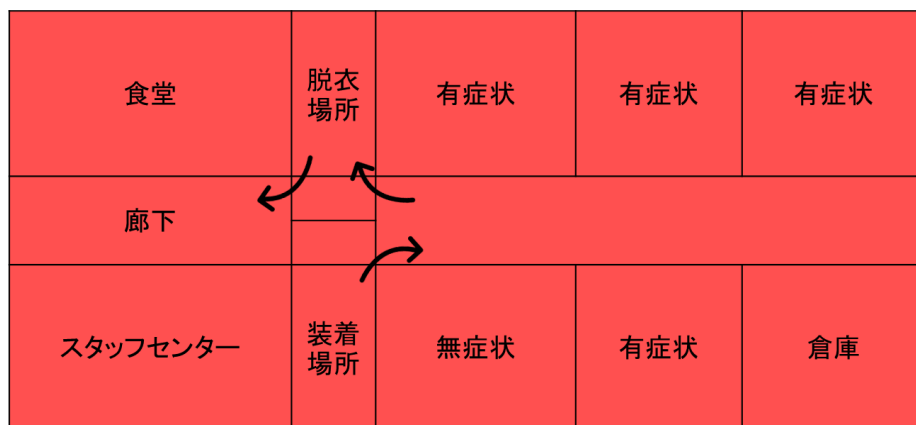 食堂
脱衣
場所
有症状
有症状
有症状
廊下
スタッフセンター
装着
場所
無症状
有症状
倉庫